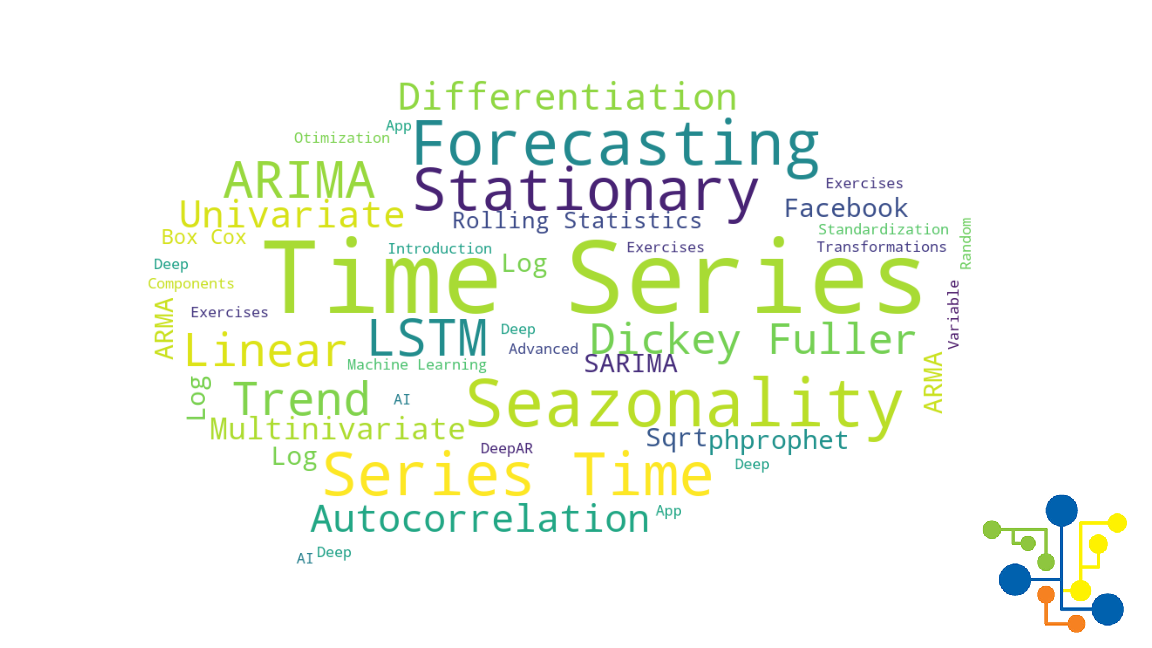 Differentiation
App
Forecasting
Otimization
ARIMA
Stationary
Exercises
Univariate
Rolling Statistics
Facebook
Box Cox
Standardization
Random
Introduction
Exercises
Transformations
Deep
Time Series
Log
Components
Exercises
Variable
ARMA
LSTM
Deep
Dickey Fuller
Linear
Advanced
Machine Learning
SARIMA
ARMA
Log
Trend
AI
Seazonality
Multinivariate
Sqrt
phprophet
DeepAR
Log
Series Time
Deep
Autocorrelation
App
AI
Deep